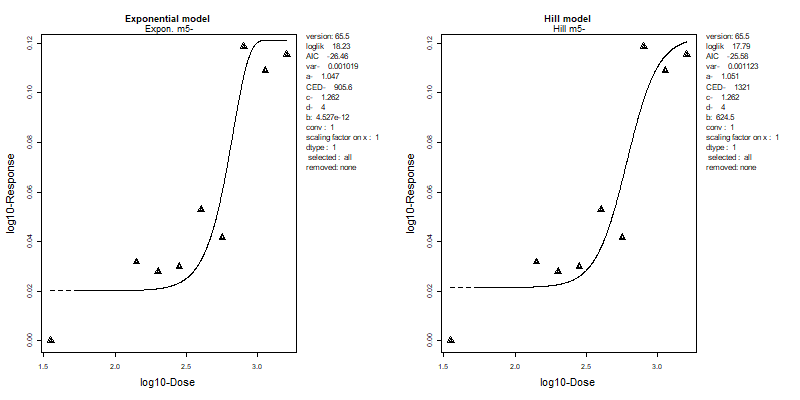 Exponential model
Expon. m5-
version: 65.5
loglik 18.23
AIC -26.46
var- 0.001019
a- 1.047
CED- 905.6
c- 1.262
d- 4
b: 4.527e-12
conv : 1
scaling factor on x : 1
dtype : 1
selected : all
removed: none
log10-Response
0.00
0.02
0.04
0.06
0.08
0.10
0.12
1.5
2.0
2.5
3.0
log10-Dose
Hill model
Hill m5-
version: 65.5
loglik 17.79
AIC -25.58
var- 0.001123
a- 1.051
CED- 1321
c- 1.262
d- 4
b: 624.5
conv : 1
scaling factor on x : 1
dtype : 1
selected : all
removed: none
log10-Response
0.00
0.02
0.04
0.06
0.08
0.10
0.12
1.5
2.0
2.5
3.0
log10-Dose